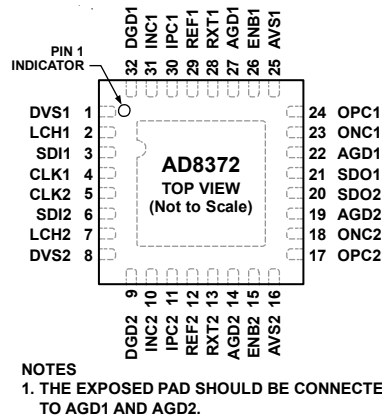 32 DGD1
31 INC1
30 IPC1
29 REF1
28 RXT1
27 AGD1
26 ENB1
25 AVS1
PIN 1
INDICATOR
DVS1 1
LCH1 2
SDI1 3
CLK1 4
CLK2 5
SDI2 6
LCH2 7
DVS2 8
AD8372
TOP VIEW
(Not to Scale)
24 OPC1
23 ONC1
22 AGD1
21 SDO1
20 SDO2
19 AGD2
18 ONC2
17 OPC2
DGD2 9
INC2 10
IPC2 11
REF2 12
RXT2 13
AGD2 14
ENB2 15
AVS2 16
NOTES
1. THE EXPOSED PAD SHOULD BE CONNECTE
TO AGD1 AND AGD2.